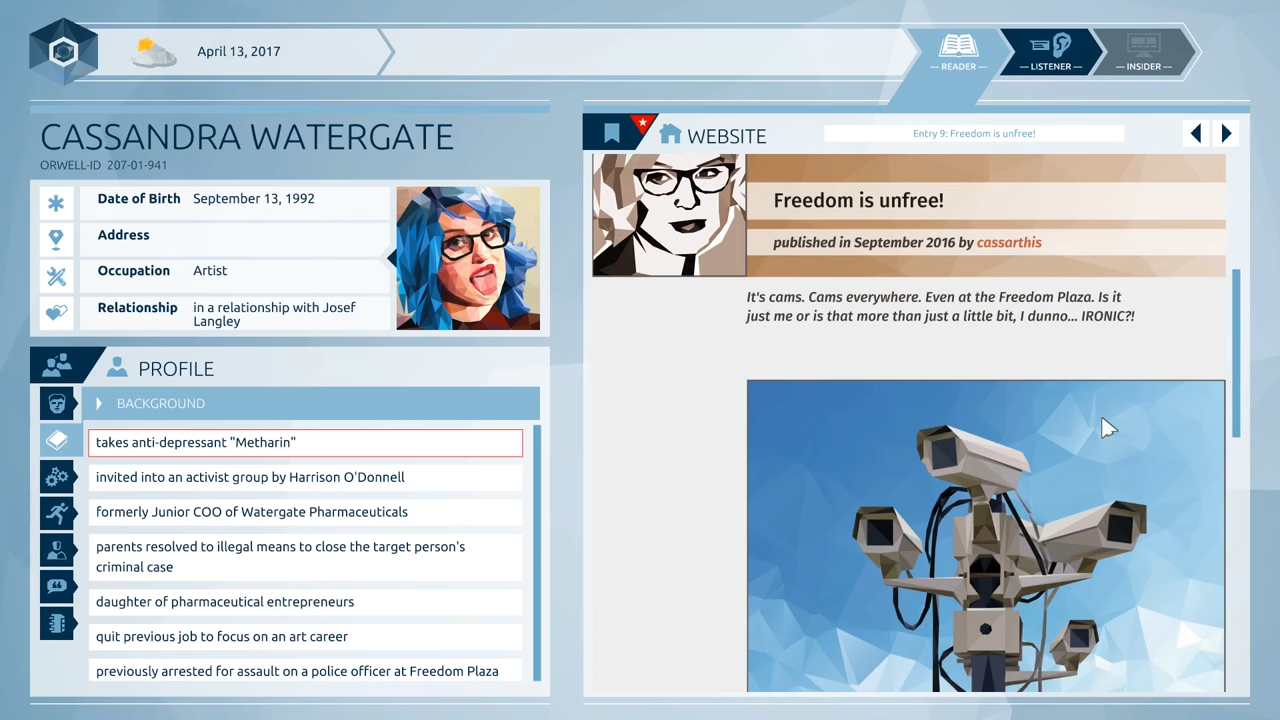 April 13, 2017
— READER —
— LISTENER —
— INSIDER —
CASSANDRA WATERGATE
ORWELL-ID 207-01-941
Date of Birth September 13, 1992
Address
Occupation Artist
Relationship in a relationship with Josef
Langley
PROFILE
BACKGROUND
takes anti-depressant "Metharin"
invited into an activist group by Harrison O'Donnell
formerly Junior COO of Watergate Pharmaceuticals
parents resolved to illegal means to close the target person's
criminal case
daughter of pharmaceutical entrepreneurs
quit previous job to focus on an art career
previously arrested for assault on a police officer at Freedom Plaza
WEBSITE
Entry 9: Freedom is unfree!
Freedom is unfree!
published in September 2016 by cassarthis
It's cams. Cams everywhere. Even at the Freedom Plaza. Is it
just me or is that more than just a little bit, I dunno... IRONIC?!